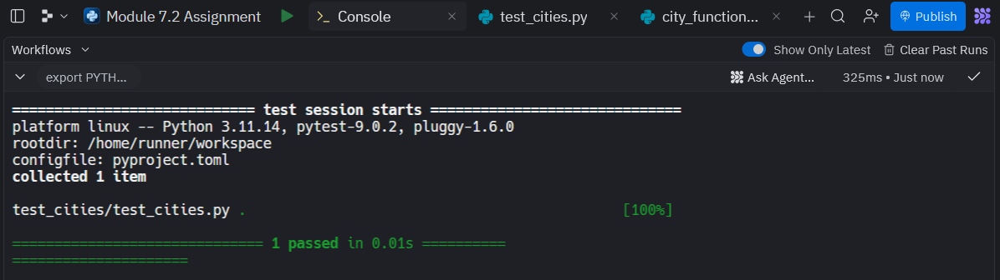 Module 7.2 Assignment Console × test_cities.py × city_function... × + Publish
Workflows Show Only Latest Clear Past Runs
export PYTH... Ask Agent... 325ms • Just now
============================= test session starts ==============================
platform linux -- Python 3.11.14, pytest-9.0.2, pluggy-1.6.0
rootdir: /home/runner/workspace
configfile: pyproject.toml
collected 1 item
test_cities/test_cities.py . [100%]
============================== 1 passed in 0.01s ==========
=====================